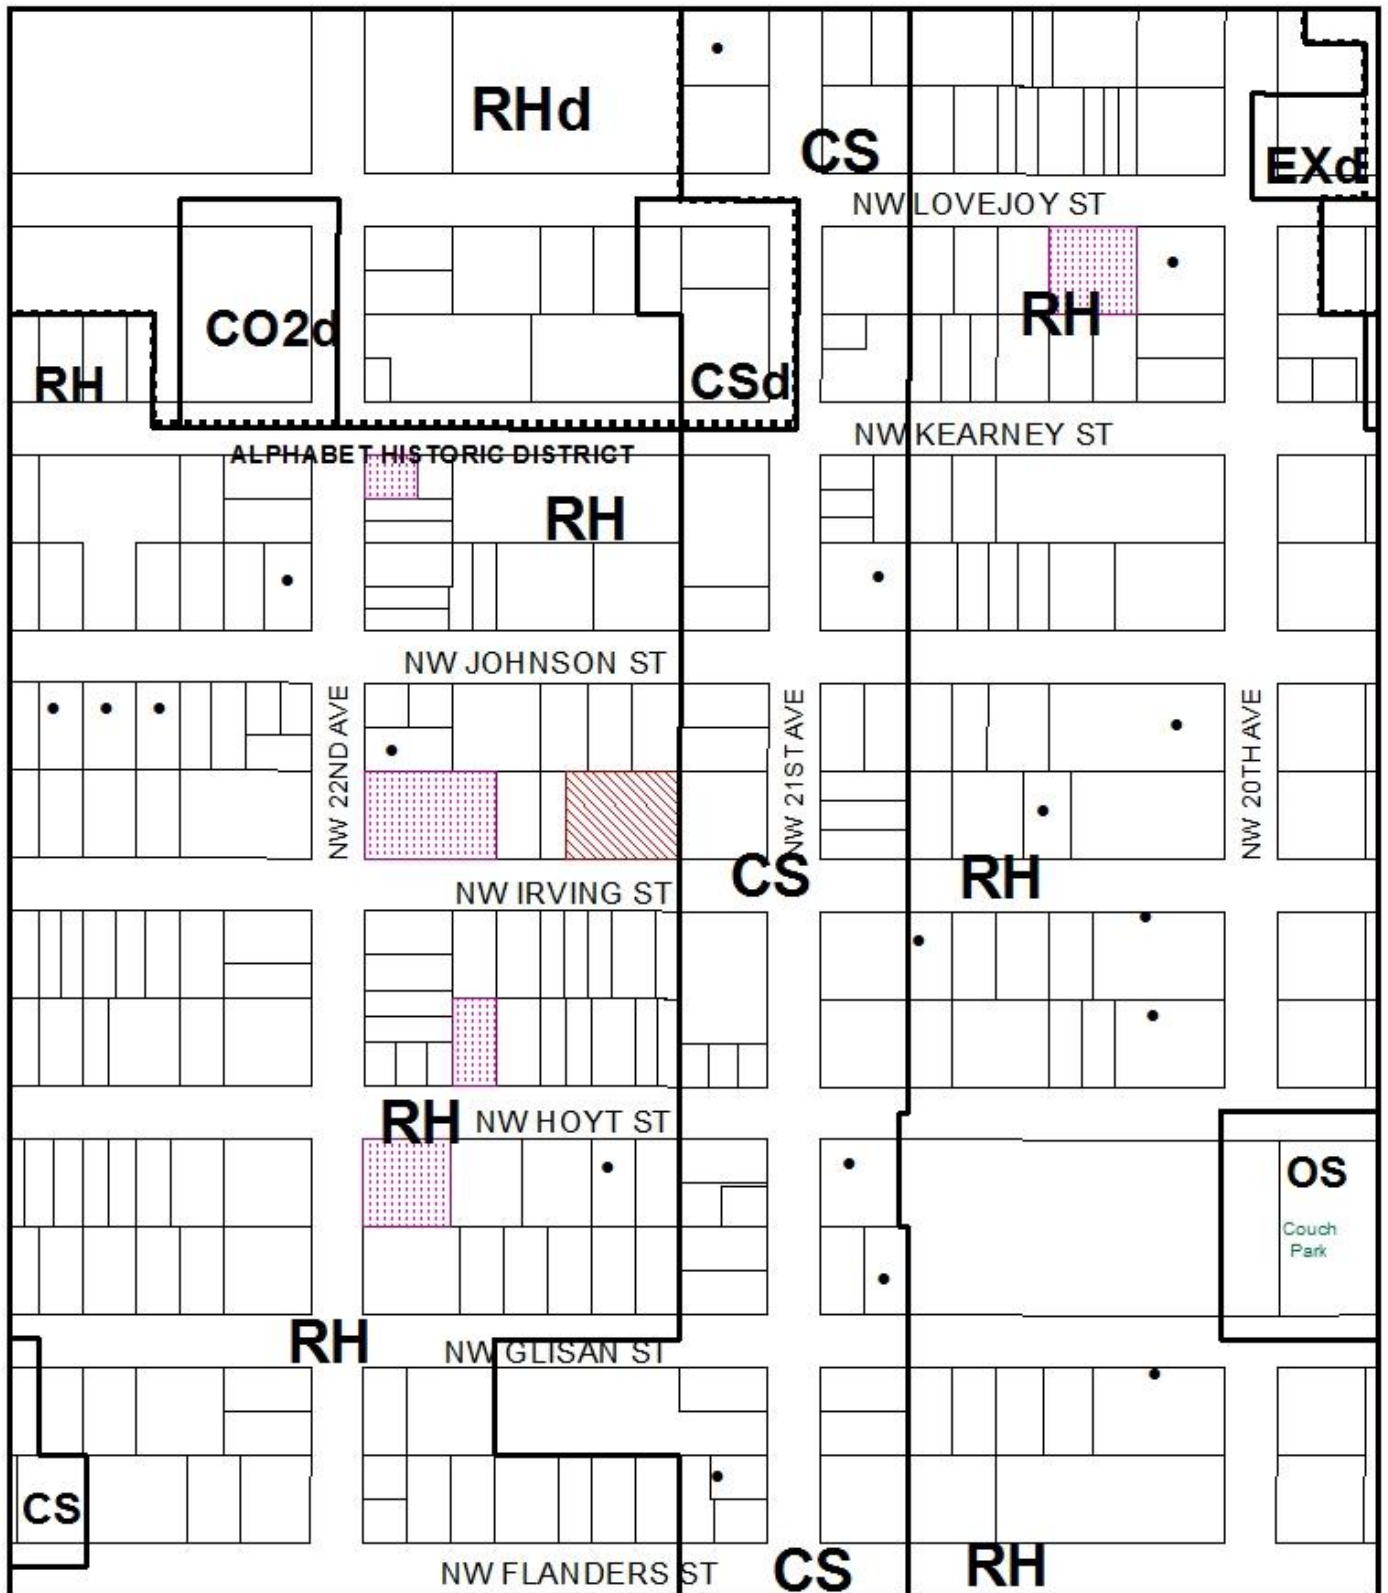 RHd
CS
EXd
NW LOVEJOY ST
CO2d
RH
RH
CSd
NW KEARNEY ST
ALPHABET HISTORIC DISTRICT
RH
NW JOHNSON ST
NW 22ND AVE
NW 21ST AVE
NW 20TH AVE
CS
RH
NW IRVING ST
RH
NW HOYT ST
OS
Couch
Park
RH
NW GLISAN ST
CS
NW FLANDERS ST
CS
RH